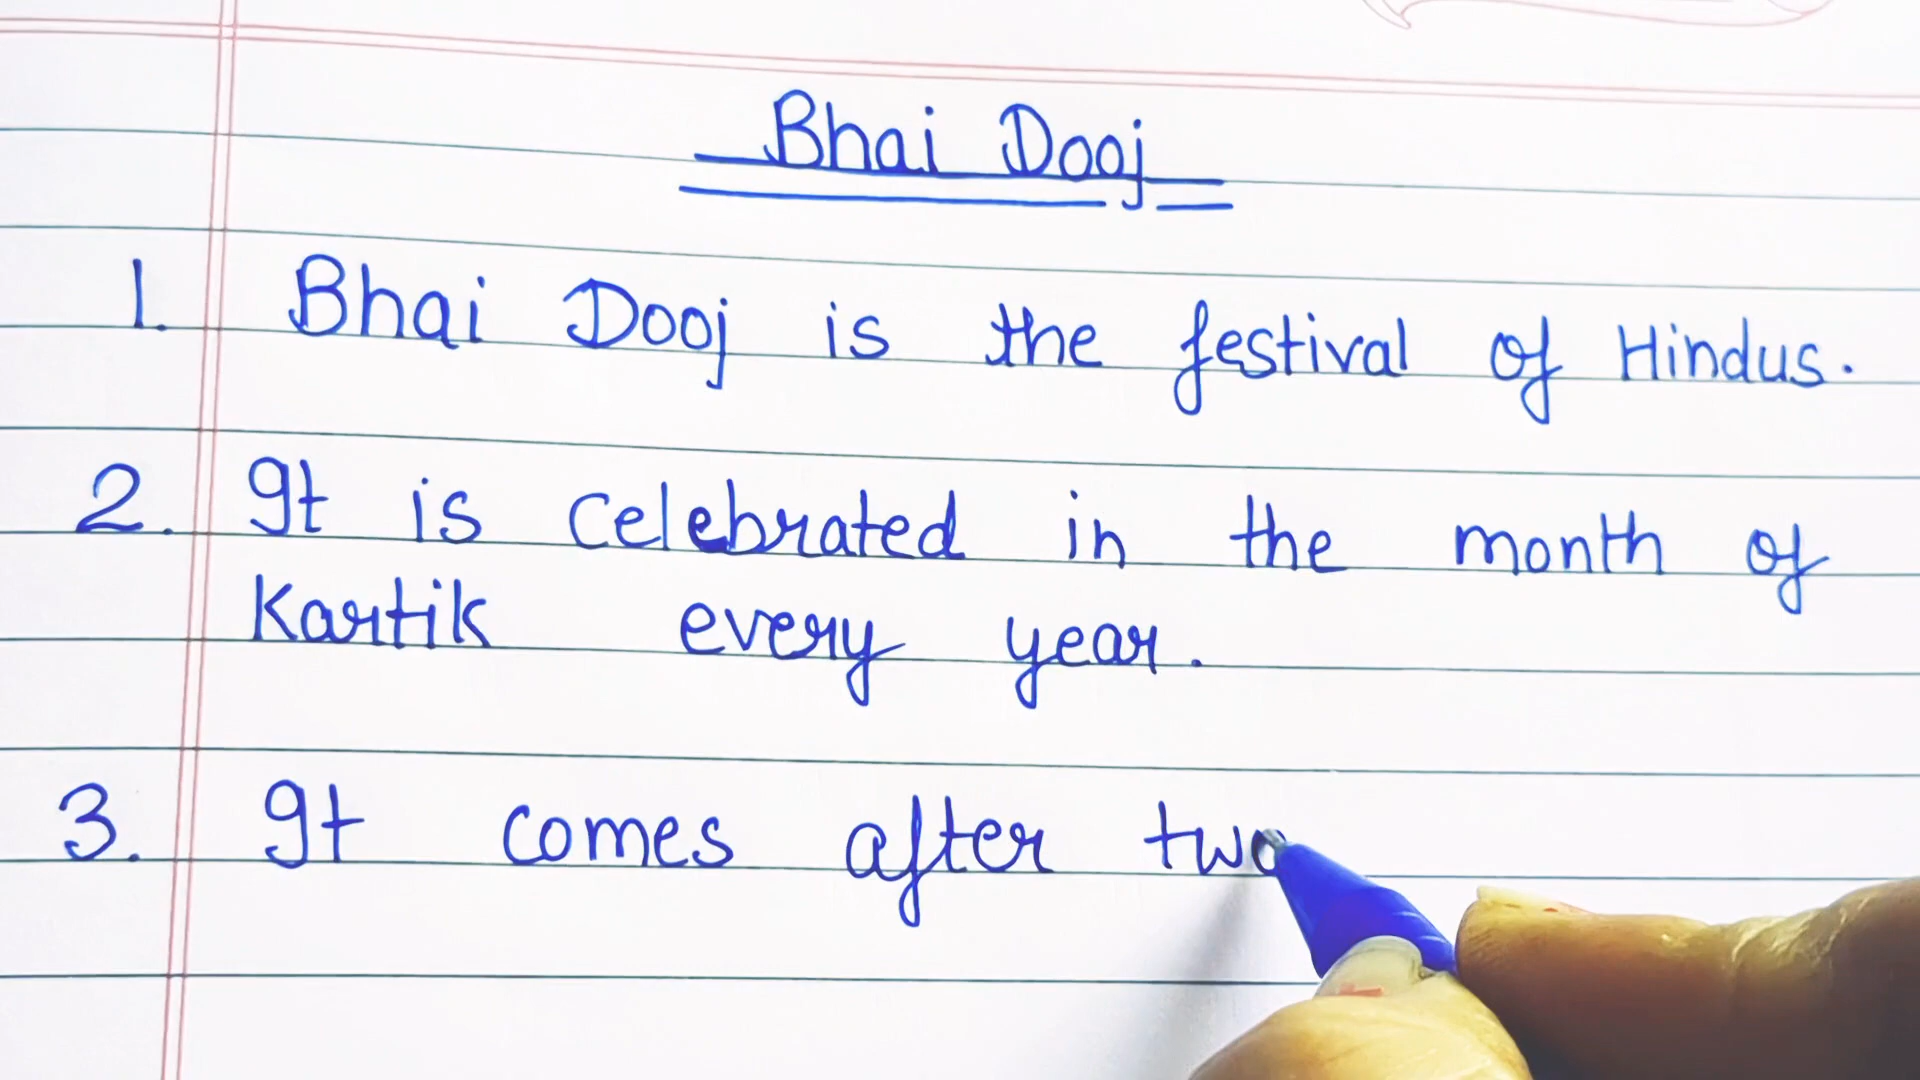 Bhai Dooj
1. Bhai Dooj is the festival of Hindus.
2. It is celebrated in the month of
Kartik every year.
3. It comes after two